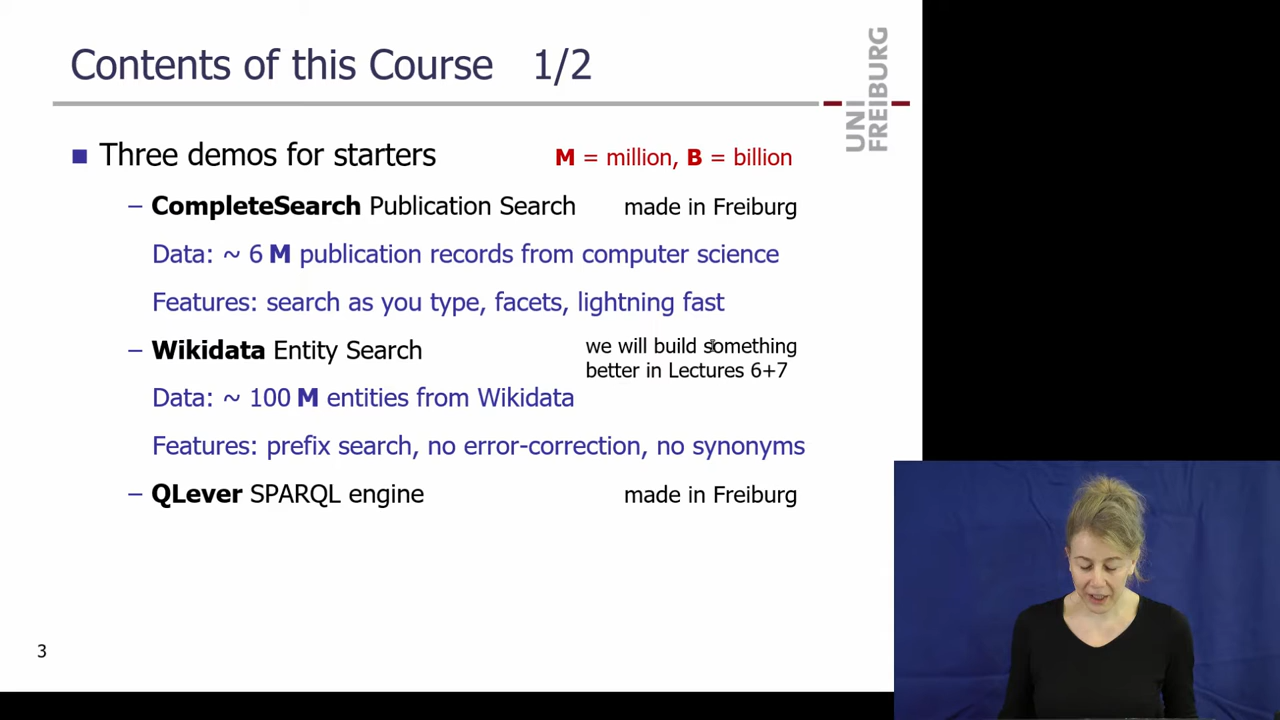 Contents of this Course 1/2
UNI
FREIBURG
■ Three demos for starters M = million, B = billion
– CompleteSearch Publication Search made in Freiburg
Data: ~ 6 M publication records from computer science
Features: search as you type, facets, lightning fast
– Wikidata Entity Search we will build something
better in Lectures 6+7
Data: ~ 100 M entities from Wikidata
Features: prefix search, no error-correction, no synonyms
– QLever SPARQL engine made in Freiburg
3